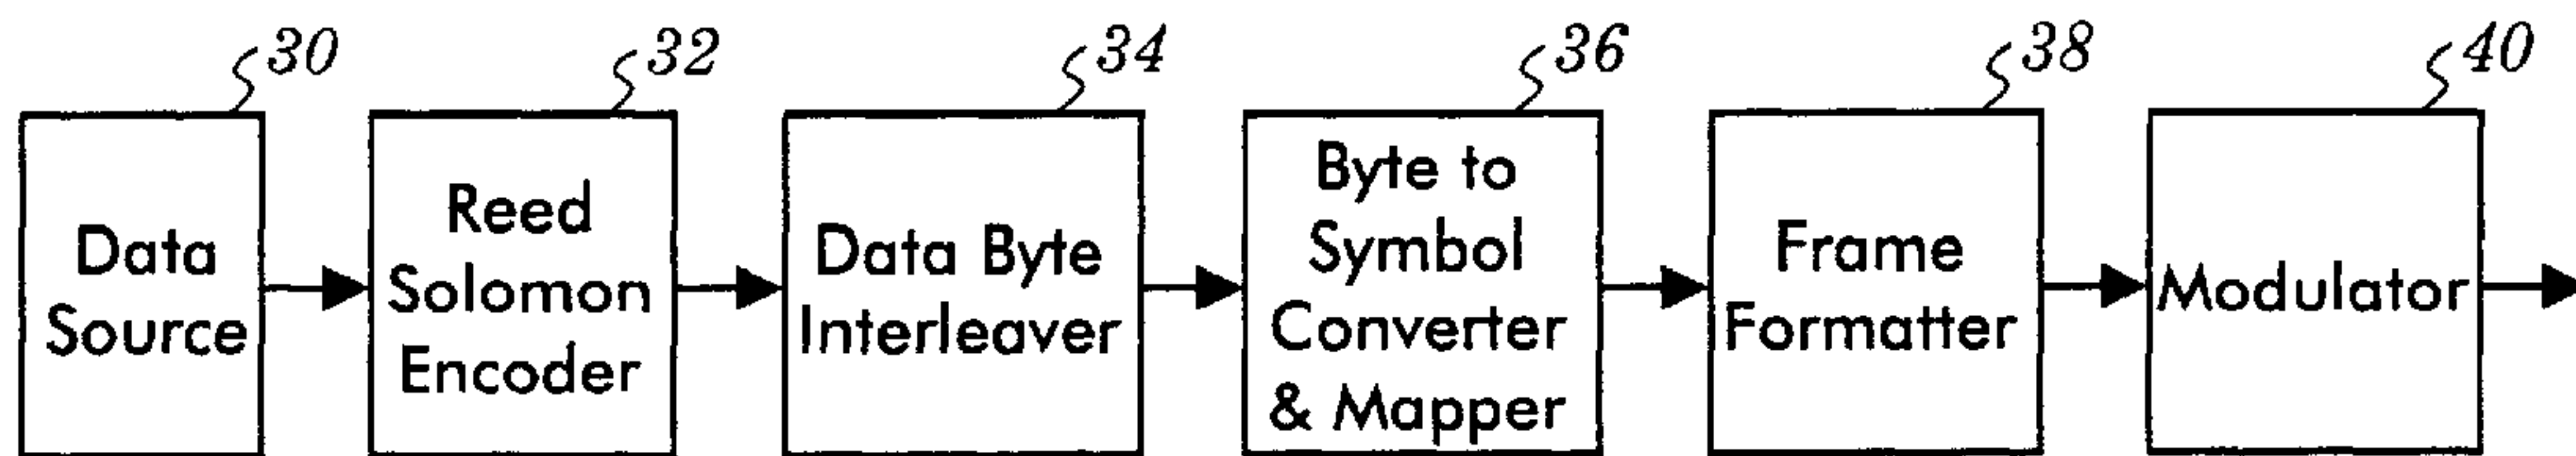 30
32
34
36
38
40
Data
Source
Reed
Solomon
Encoder
Data Byte
Interleaver
Byte to
Symbol
Converter
& Mapper
Frame
Formatter
Modulator